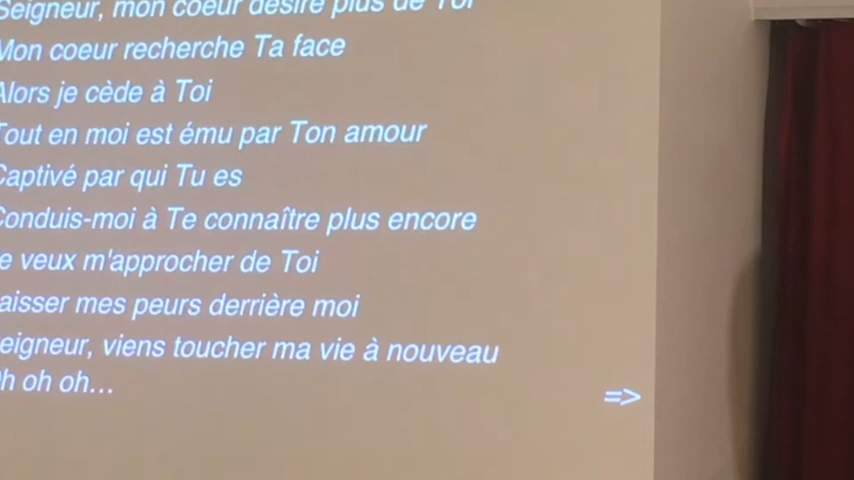 Seigneur, mon coeur désire plus de Toi
Mon coeur recherche Ta face
Alors je cède à Toi
Tout en moi est ému par Ton amour
Captivé par qui Tu es
Conduis-moi à Te connaître plus encore
e veux m'approcher de Toi
aisser mes peurs derrière moi
eigneur, viens toucher ma vie à nouveau
h oh oh...
=>